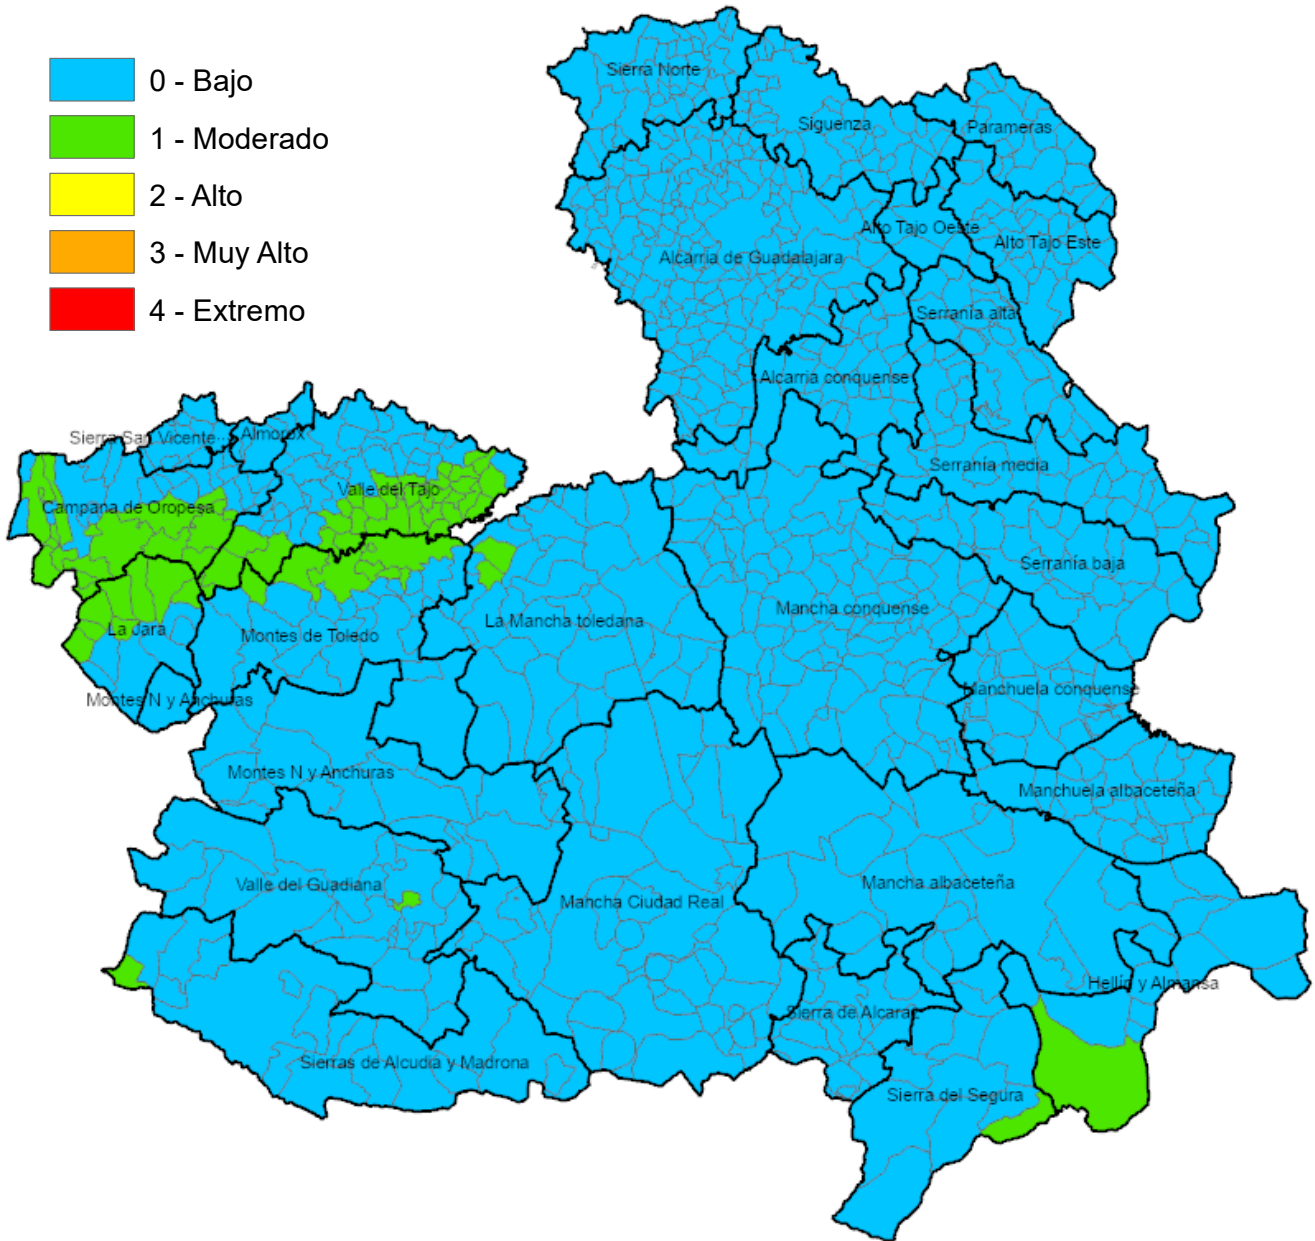 0 - Bajo
1 - Moderado
2 - Alto
3 - Muy Alto
4 - Extremo
Sierra Norte
Siguenza
Parameras
Alto Tajo Oeste
Alto Tajo Este
Alcarria de Guadalajara
Serranía alta
Alcarria conquense
Sierra San Vicente
Almorox
Serranía media
Valle del Tajo
Campana de Oropesa
Serranía baja
Mancha conquense
La Mancha toledana
La Jara
Montes de Toledo
Manchuela conquense
Montes N y Anchuras
Montes N y Anchuras
Manchuela albaceteña
Valle del Guadiana
Mancha albaceteña
Mancha Ciudad Real
Hellín y Almansa
Sierra de Alcaraz
Sierras de Alcudia y Madrona
Sierra del Segura